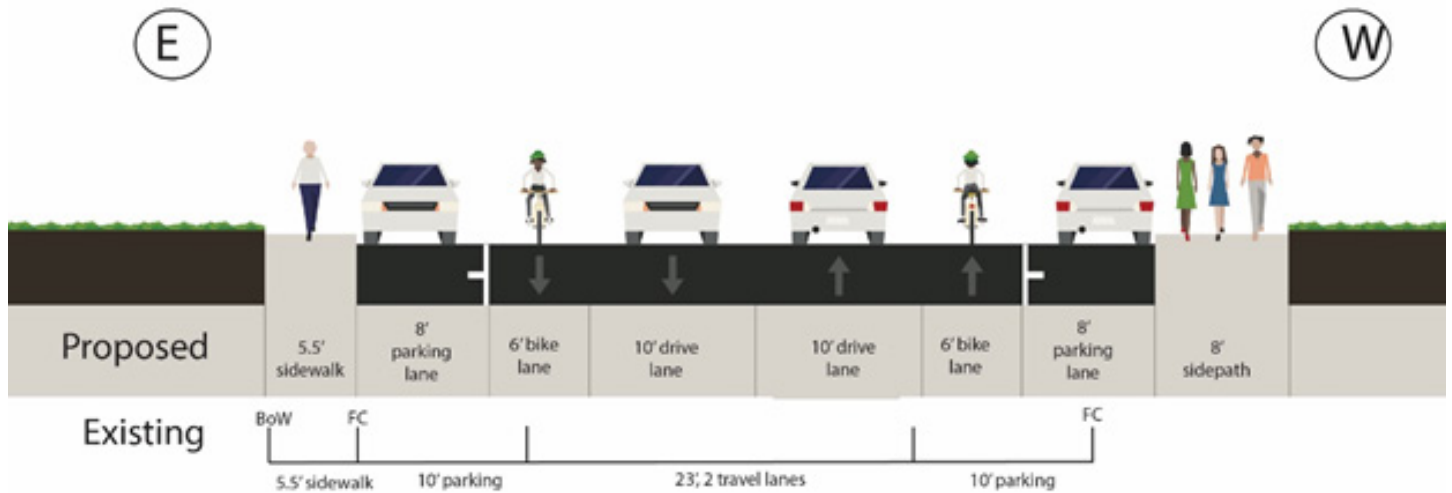 E
W
Proposed
5.5'
sidewalk
8'
parking
lane
6' bike
lane
10' drive
lane
10' drive
lane
6' bike
lane
8'
parking
lane
8'
sidepath
Existing
BoW
FC
FC
5.5' sidewalk
10' parking
23', 2 travel lanes
10' parking